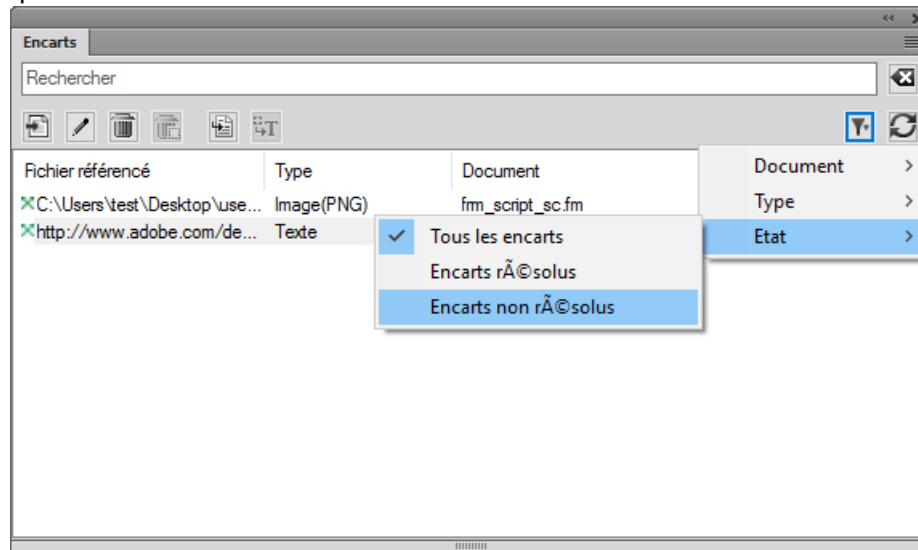 Encarts
Rechercher
Fichier référencé Type Document
C:\Users\test\Desktop\use... Image(PNG) frm_script_sc.fm
http://www.adobe.com/de... Texte
Document
Type
Etat
Tous les encarts
Encarts rÃ©solus
Encarts non rÃ©solus